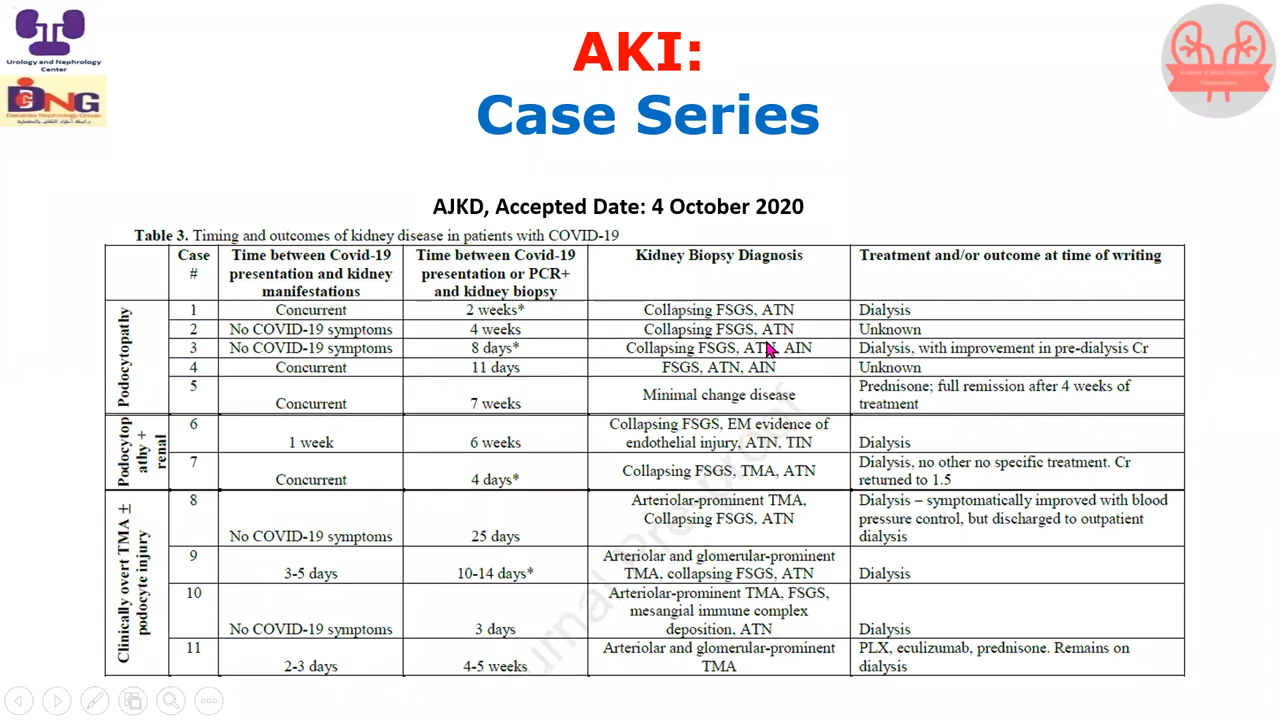 Urology and Nephrology
Center
DNG
Dakahlia Nephrology Group
AKI:
Case Series
AJKD, Accepted Date: 4 October 2020
Table 3. Timing and outcomes of kidney disease in patients with COVID-19
Case # | Time between Covid-19 presentation and kidney manifestations | Time between Covid-19 presentation or PCR+ and kidney biopsy | Kidney Biopsy Diagnosis | Treatment and/or outcome at time of writing
Podocytopathy
1 | Concurrent | 2 weeks* | Collapsing FSGS, ATN | Dialysis
2 | No COVID-19 symptoms | 4 weeks | Collapsing FSGS, ATN | Unknown
3 | No COVID-19 symptoms | 8 days* | Collapsing FSGS, ATN, AIN | Dialysis, with improvement in pre-dialysis Cr
4 | Concurrent | 11 days | FSGS, ATN, AIN | Unknown
5 | Concurrent | 7 weeks | Minimal change disease | Prednisone; full remission after 4 weeks of treatment
Podocytop
athy +
renal
6 | 1 week | 6 weeks | Collapsing FSGS, EM evidence of endothelial injury, ATN, TIN | Dialysis
7 | Concurrent | 4 days* | Collapsing FSGS, TMA, ATN | Dialysis, no other no specific treatment. Cr returned to 1.5
Clinically overt TMA ±
podocyte injury
8 | No COVID-19 symptoms | 25 days | Arteriolar-prominent TMA, Collapsing FSGS, ATN | Dialysis – symptomatically improved with blood pressure control, but discharged to outpatient dialysis
9 | 3-5 days | 10-14 days* | Arteriolar and glomerular-prominent TMA, collapsing FSGS, ATN | Dialysis
10 | No COVID-19 symptoms | 3 days | Arteriolar-prominent TMA, FSGS, mesangial immune complex deposition, ATN | Dialysis
11 | 2-3 days | 4-5 weeks | Arteriolar and glomerular-prominent TMA | PLX, eculizumab, prednisone. Remains on dialysis